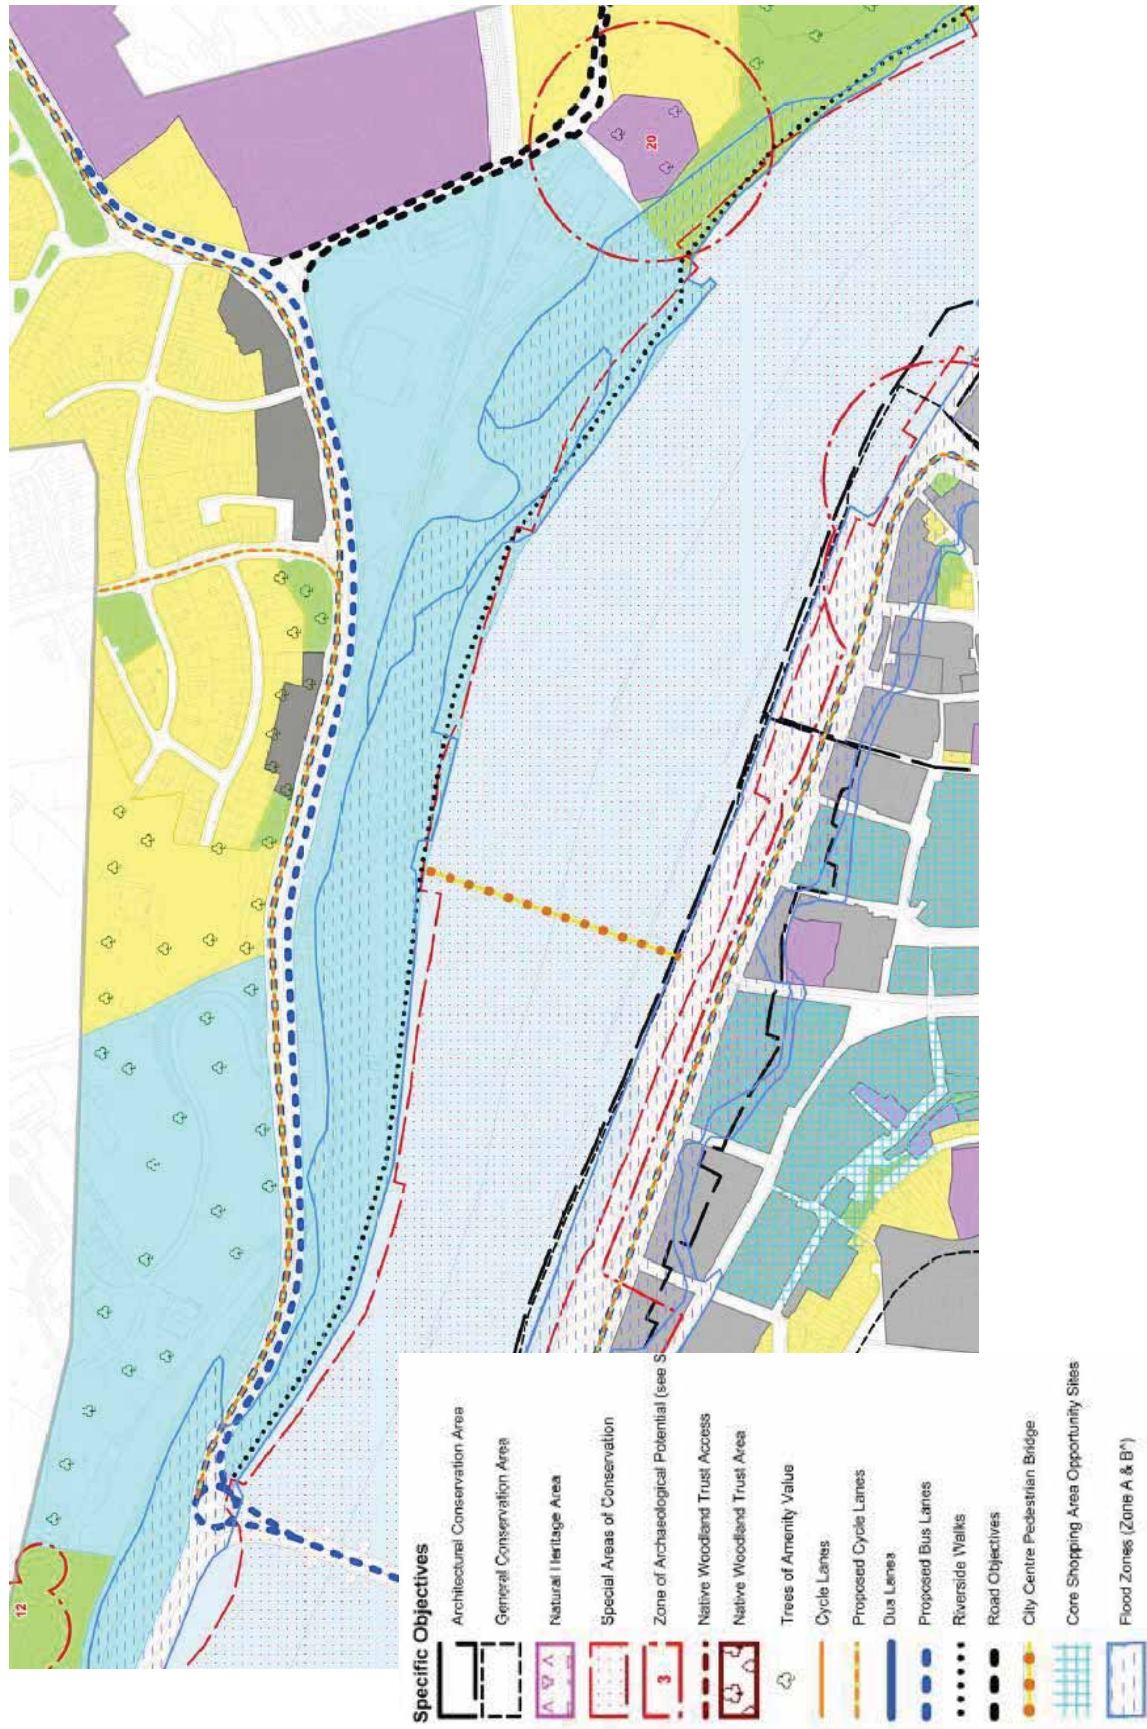 20
12
Specific Objectives
Architectural Conservation Area
General Conservation Area
Natural Heritage Area
Special Areas of Conservation
3
Zone of Archaeological Potential (see S
Native Woodland Trust Access
Native Woodland Trust Area
Trees of Amenity Value
Cycle Lanes
Proposed Cycle Lanes
Bus Lanes
Proposed Bus Lanes
Riverside Walks
Road Objectives
City Centre Pedestrian Bridge
Core Shopping Area Opportunity Sites
Flood Zones (Zone A & B^)